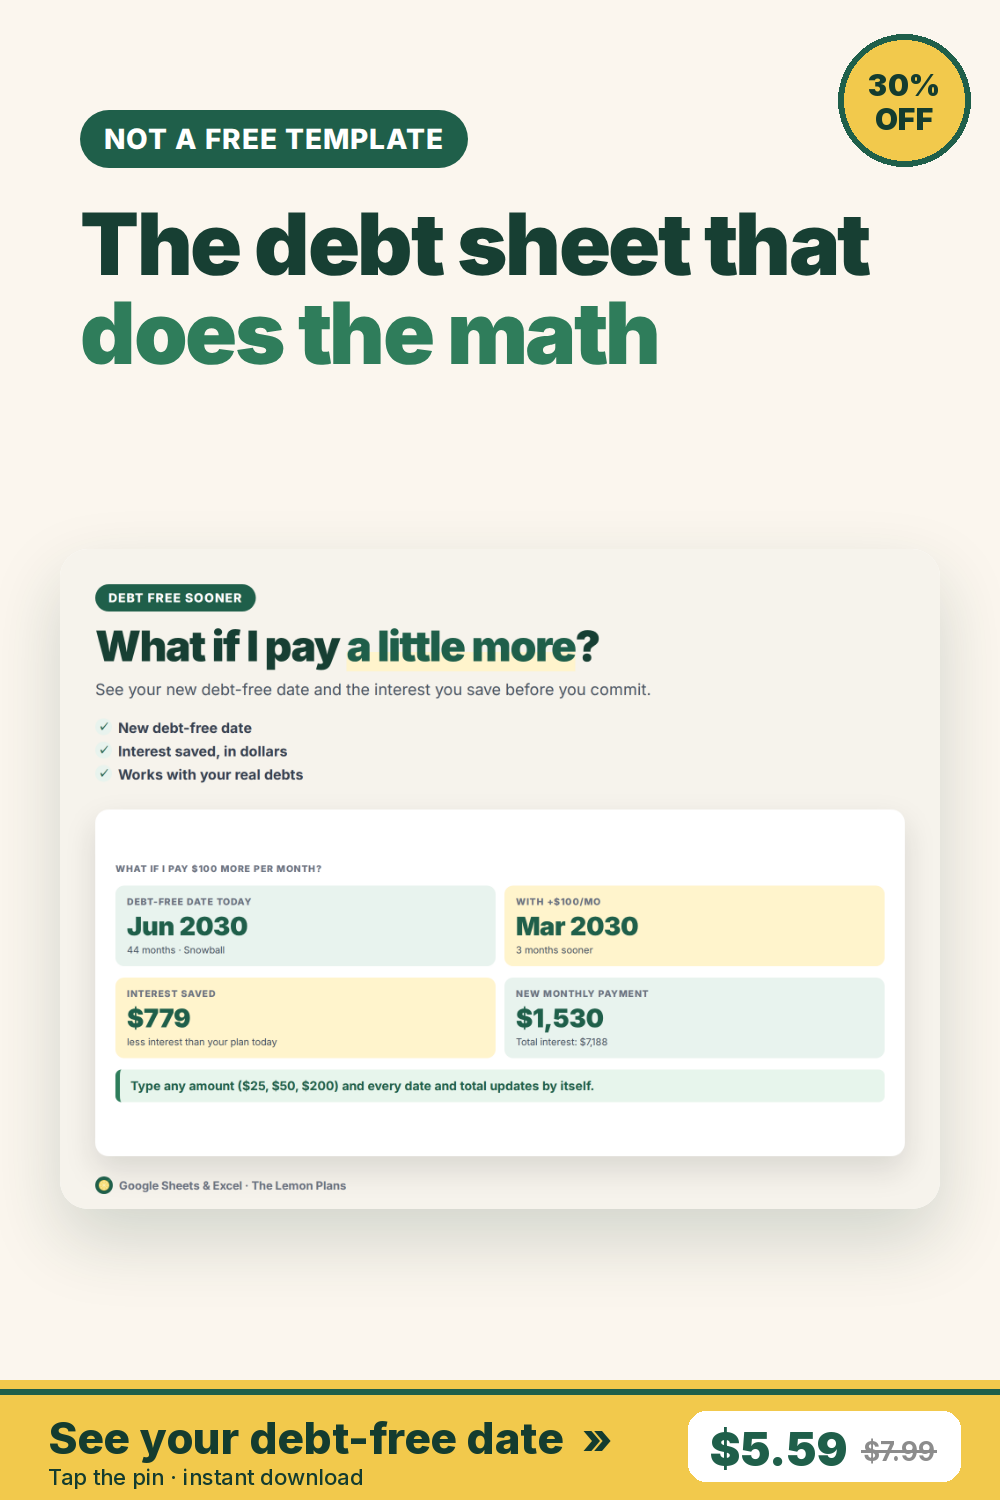 30%
OFF
NOT A FREE TEMPLATE
The debt sheet that
does the math
DEBT FREE SOONER
What if I pay a little more?
See your new debt-free date and the interest you save before you commit.
✓ New debt-free date
✓ Interest saved, in dollars
✓ Works with your real debts
WHAT IF I PAY $100 MORE PER MONTH?
DEBT-FREE DATE TODAY
Jun 2030
44 months · Snowball
WITH +$100/MO
Mar 2030
3 months sooner
INTEREST SAVED
$779
less interest than your plan today
NEW MONTHLY PAYMENT
$1,530
Total interest: $7,188
Type any amount ($25, $50, $200) and every date and total updates by itself.
Google Sheets & Excel · The Lemon Plans
See your debt-free date »
Tap the pin · instant download
$5.59 $7.99